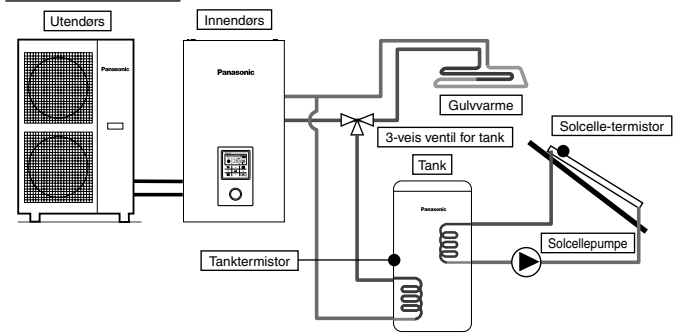 Utendørs
Innendørs
Panasonic
Panasonic
Gulvvarme
3-veis ventil for tank
Solcelle-termistor
Tank
Panasonic
Solcellepumpe
Tanktermistor